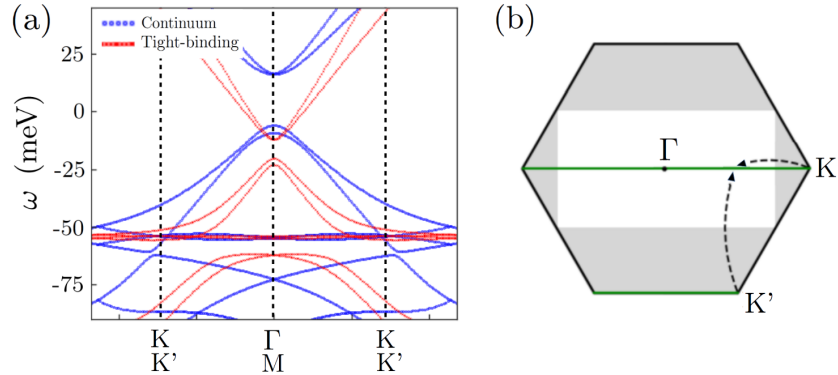 (a)
Continuum
Tight-binding
ω (meV)
25
0
-25
-50
-75
K Γ K
K' M K'
(b)
Γ
K
K'